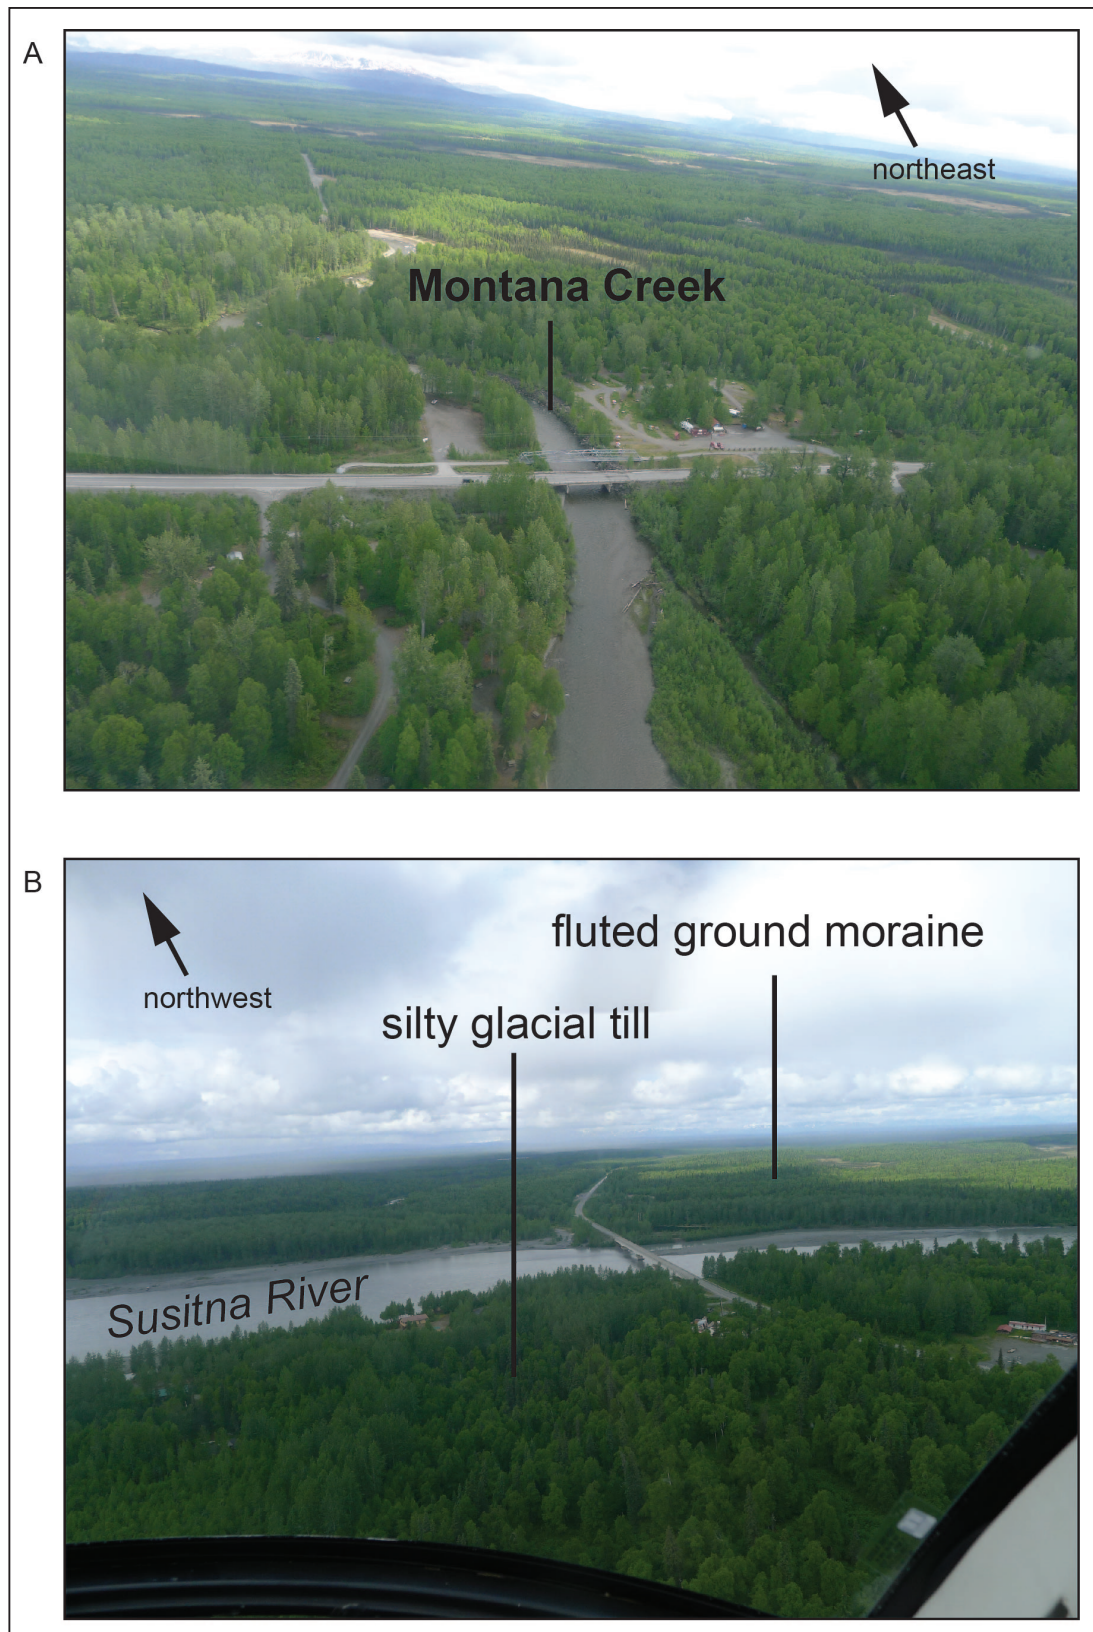 A
northeast
Montana Creek
B
fluted ground moraine
northwest
silty glacial till
Susitna River